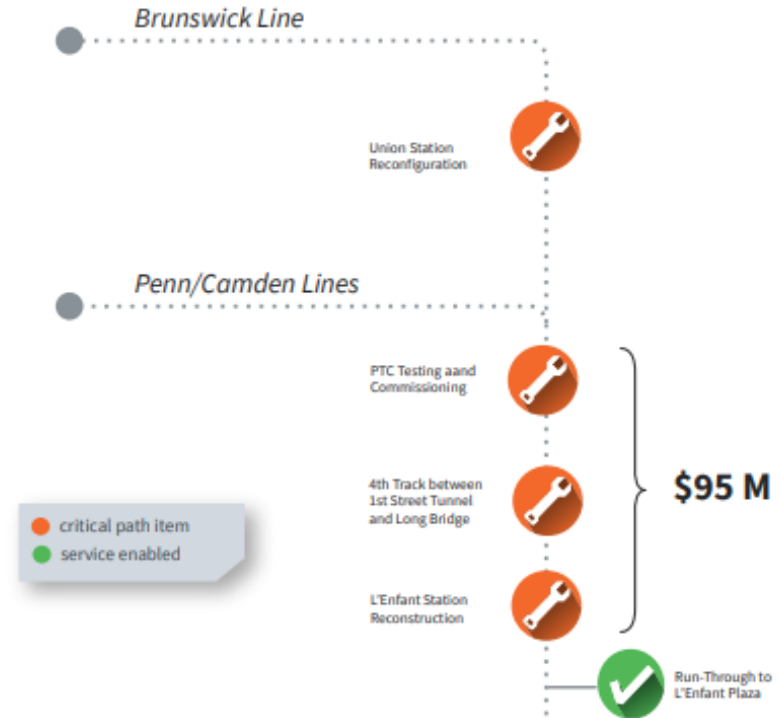 Brunswick Line
Union Station
Reconfiguration
Penn/Camden Lines
PTC Testing aand
Commissioning
4th Track between
1st Street Tunnel
and Long Bridge
$95 M
critical path item
service enabled
L'Enfant Station
Reconstruction
Run-Through to
L'Enfant Plaza